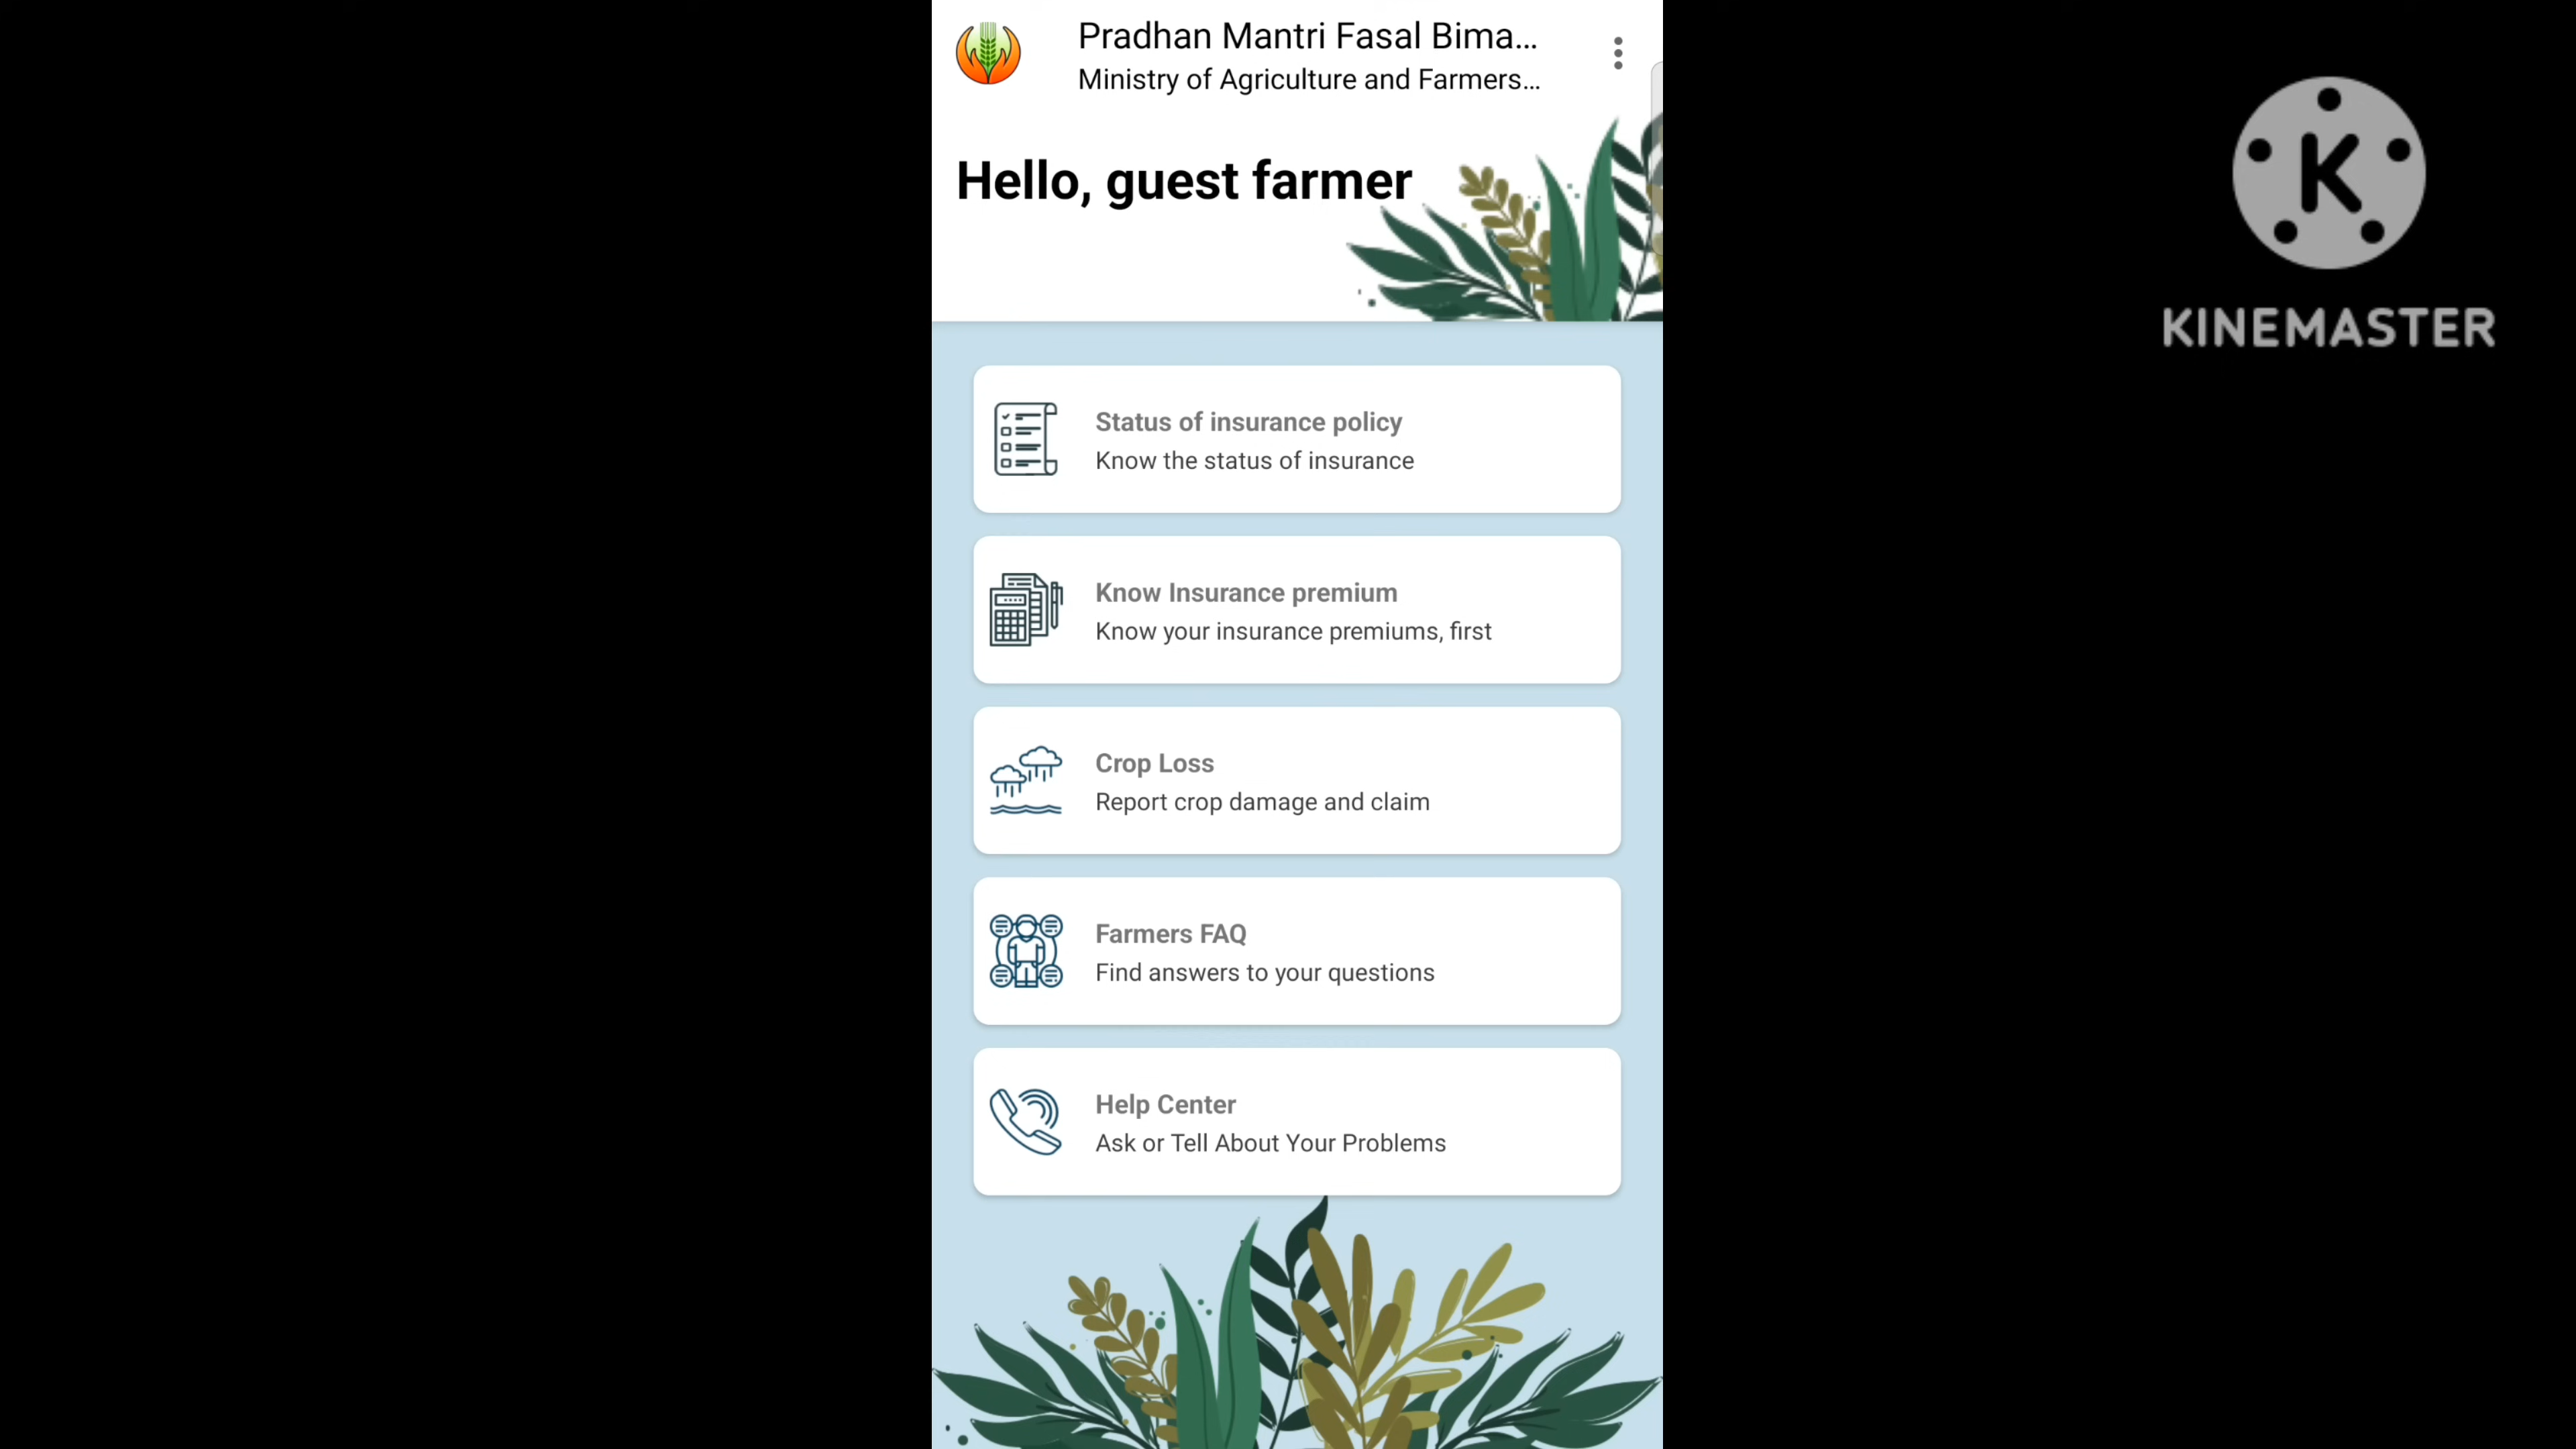 Pradhan Mantri Fasal Bima...
Ministry of Agriculture and Farmers...
Hello, guest farmer
K
KINEMASTER
Status of insurance policy
Know the status of insurance
Know Insurance premium
Know your insurance premiums, first
Crop Loss
Report crop damage and claim
Farmers FAQ
Find answers to your questions
Help Center
Ask or Tell About Your Problems